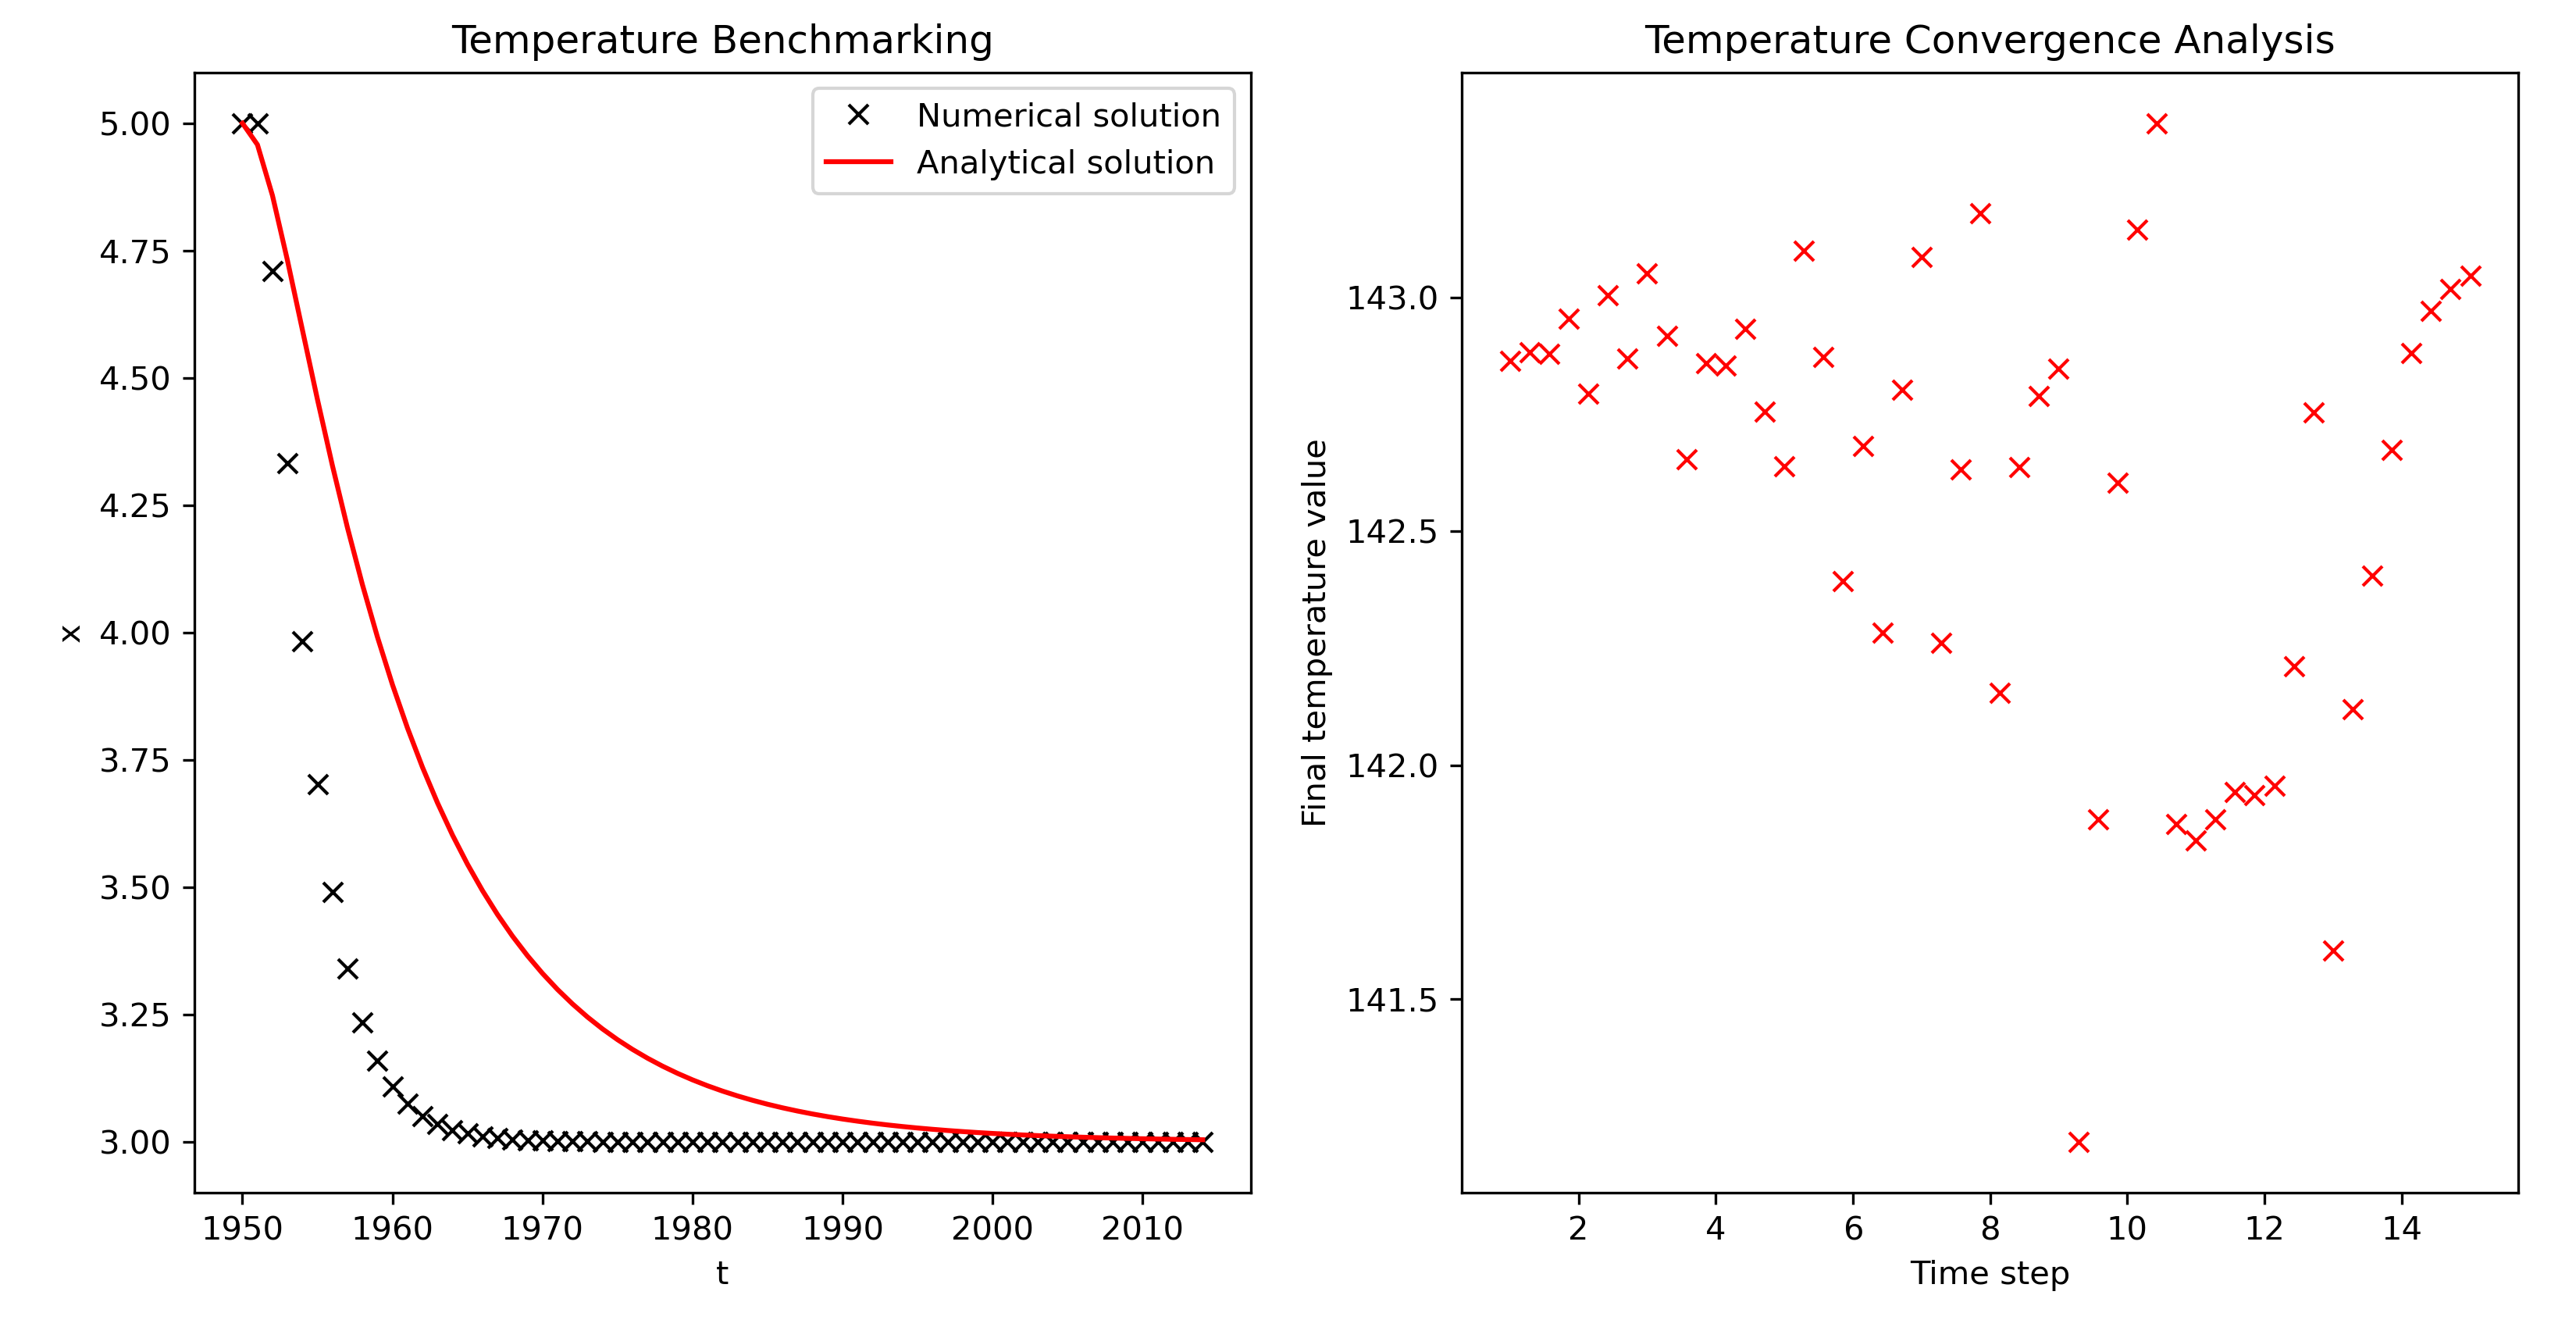 Temperature Benchmarking
Numerical solution
Analytical solution
5.00
4.75
4.50
4.25
4.00
3.75
3.50
3.25
3.00
x
1950 1960 1970 1980 1990 2000 2010
t
Temperature Convergence Analysis
143.0
142.5
142.0
141.5
Final temperature value
2 4 6 8 10 12 14
Time step